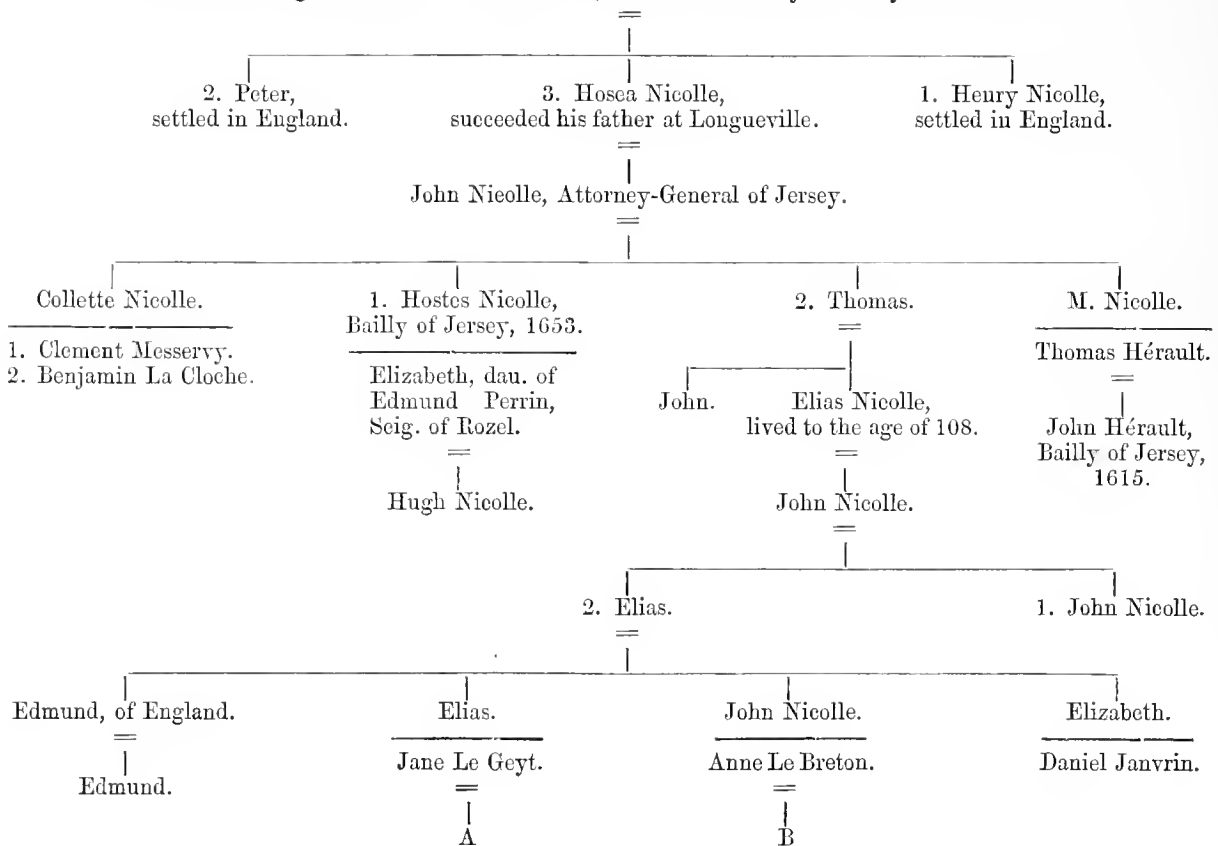 2. Peter,
settled in England.
3. Hosea Nicolle,
succeeded his father at Longueville.
1. Henry Nicolle,
settled in England.
John Nicolle, Attorney-General of Jersey.
Collette Nicolle.
1. Clement Messervy.
2. Benjamin La Cloche.
1. Hostes Nicolle,
Bailly of Jersey, 1653.
Elizabeth, dau. of
Edmund Perrin,
Seig. of Rozel.
Hugh Nicolle.
2. Thomas.
John.
Elias Nicolle,
lived to the age of 108.
John Nicolle.
M. Nicolle.
Thomas Hérault.
John Hérault,
Bailly of Jersey,
1615.
2. Elias.
1. John Nicolle.
Edmund, of England.
Edmund.
Elias.
Jane Le Geyt.
A
John Nicolle.
Anne Le Breton.
B
Elizabeth.
Daniel Janvrin.